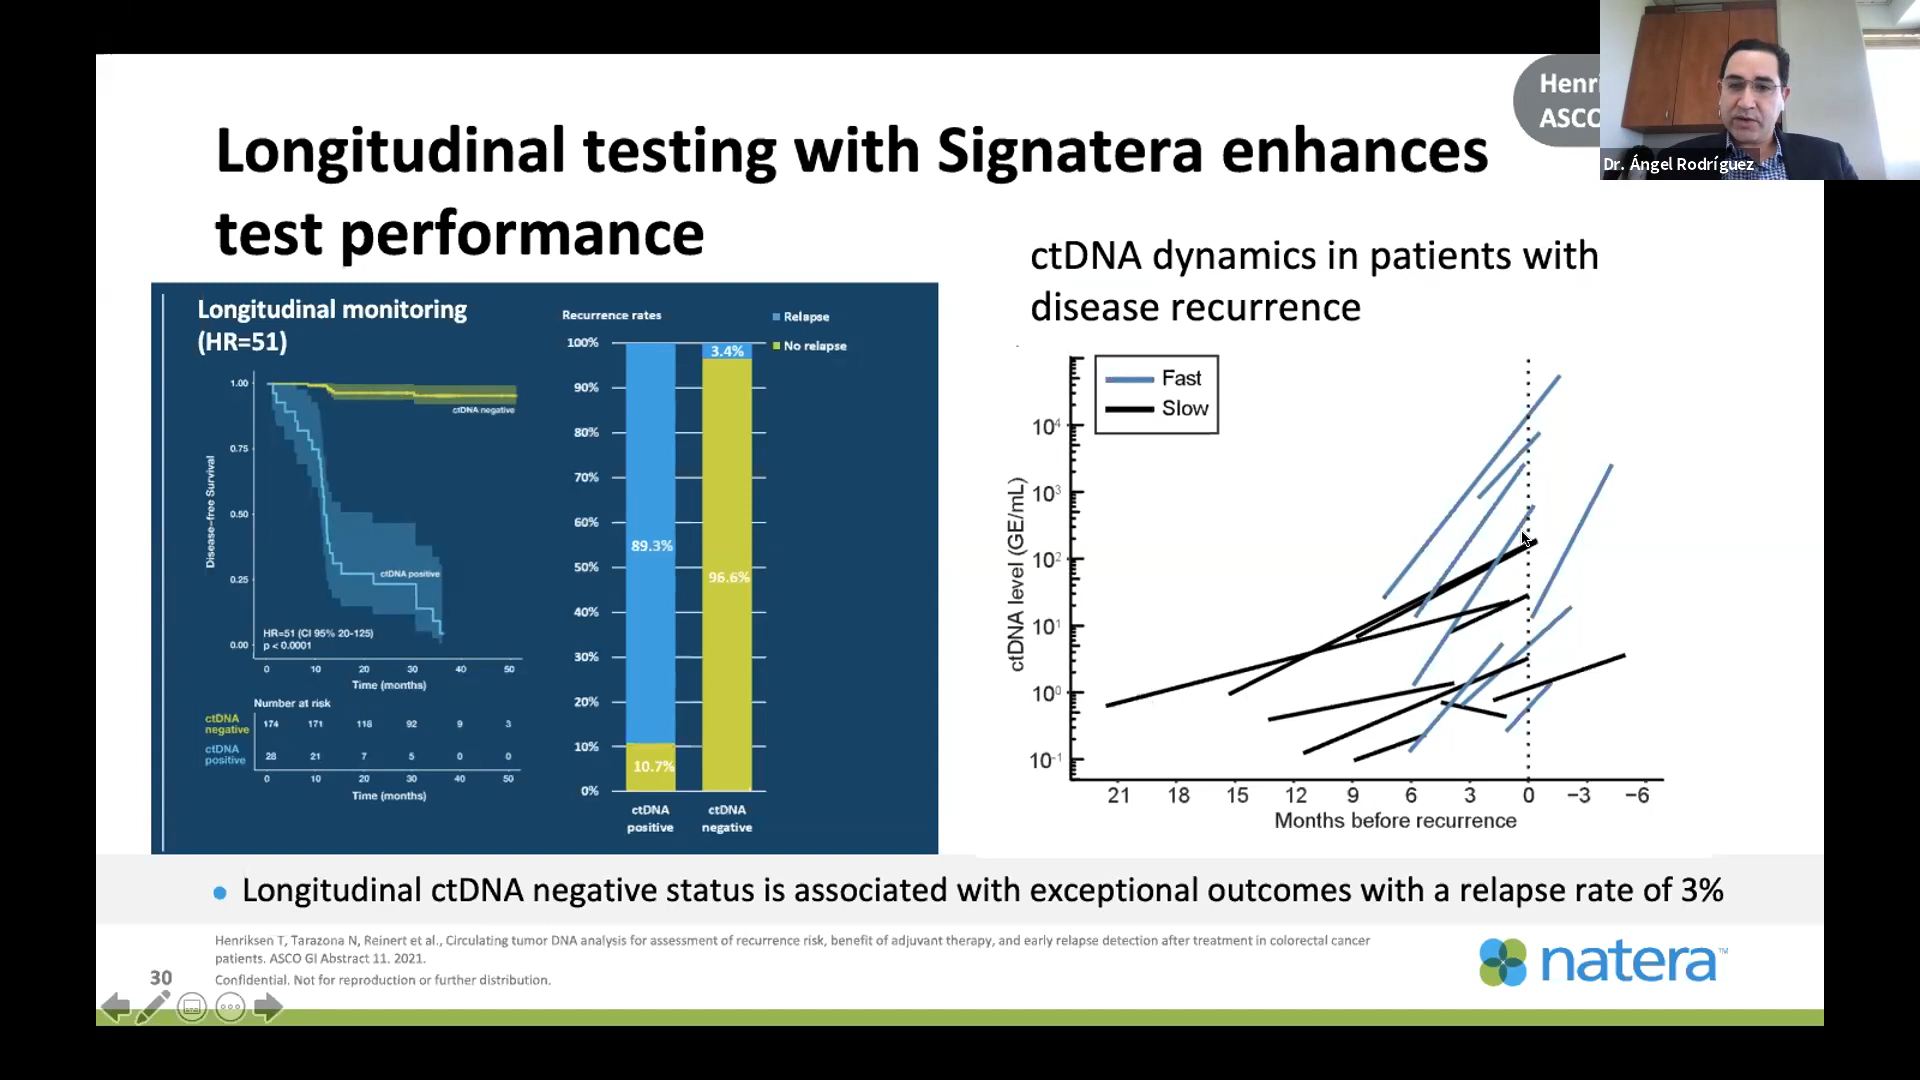 Henri
ASCO
Dr. Ángel Rodríguez
Longitudinal testing with Signatera enhances
test performance
Longitudinal monitoring
(HR=51)
1.00
0.75
0.50
0.25
0.00
Disease-free Survival
ctDNA negative
ctDNA positive
HR=51 (CI 95% 20-125)
p < 0.0001
0 10 20 30 40 50
Time (months)
Number at risk
ctDNA
negative
174 171 118 92 9 3
ctDNA
positive
28 21 7 5 0 0
0 10 20 30 40 50
Time (months)
Recurrence rates
Relapse
No relapse
100%
90%
80%
70%
60%
50%
40%
30%
20%
10%
0%
3.4%
89.3%
96.6%
10.7%
ctDNA
positive
ctDNA
negative
ctDNA dynamics in patients with
disease recurrence
Fast
Slow
10⁴
10³
10²
10¹
10⁰
10⁻¹
ctDNA level (GE/mL)
21 18 15 12 9 6 3 0 −3 −6
Months before recurrence
Longitudinal ctDNA negative status is associated with exceptional outcomes with a relapse rate of 3%
Henriksen T, Tarazona N, Reinert et al., Circulating tumor DNA analysis for assessment of recurrence risk, benefit of adjuvant therapy, and early relapse detection after treatment in colorectal cancer
patients. ASCO GI Abstract 11. 2021.
30
Confidential. Not for reproduction or further distribution.
natera™